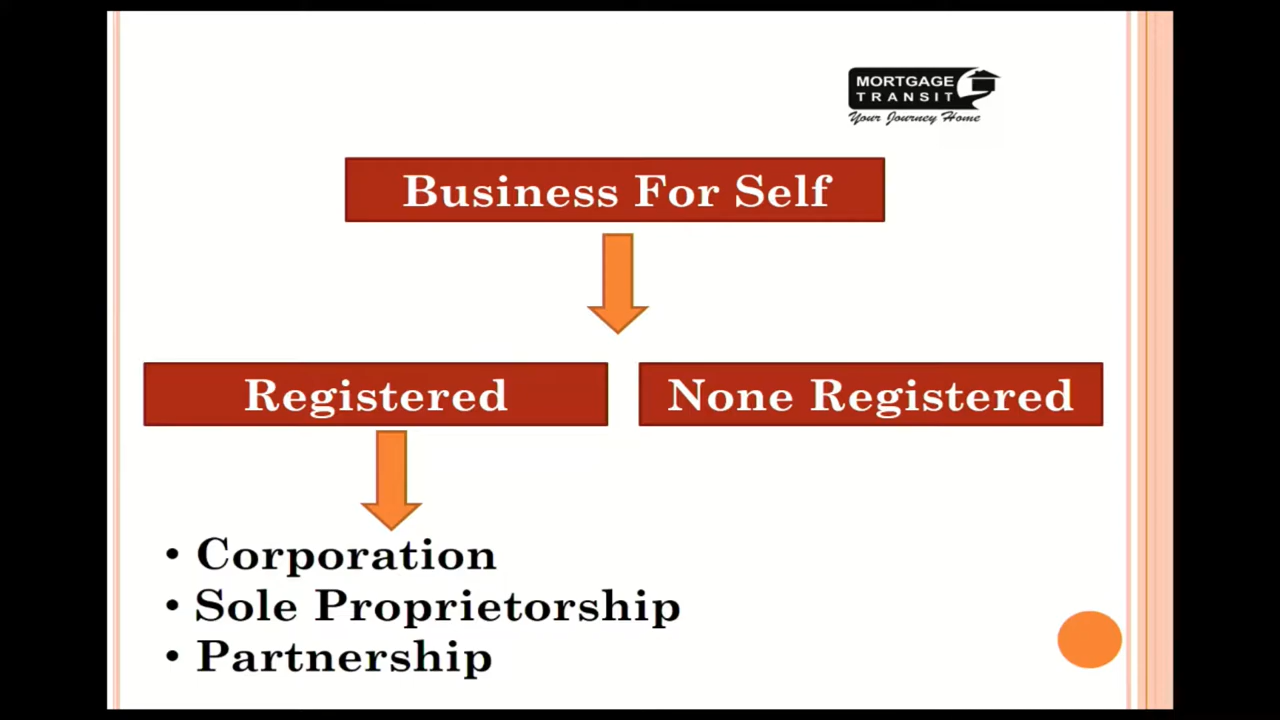 MORTGAGE
TRANSIT
Your Journey Home
Business For Self
Registered
None Registered
• Corporation
• Sole Proprietorship
• Partnership